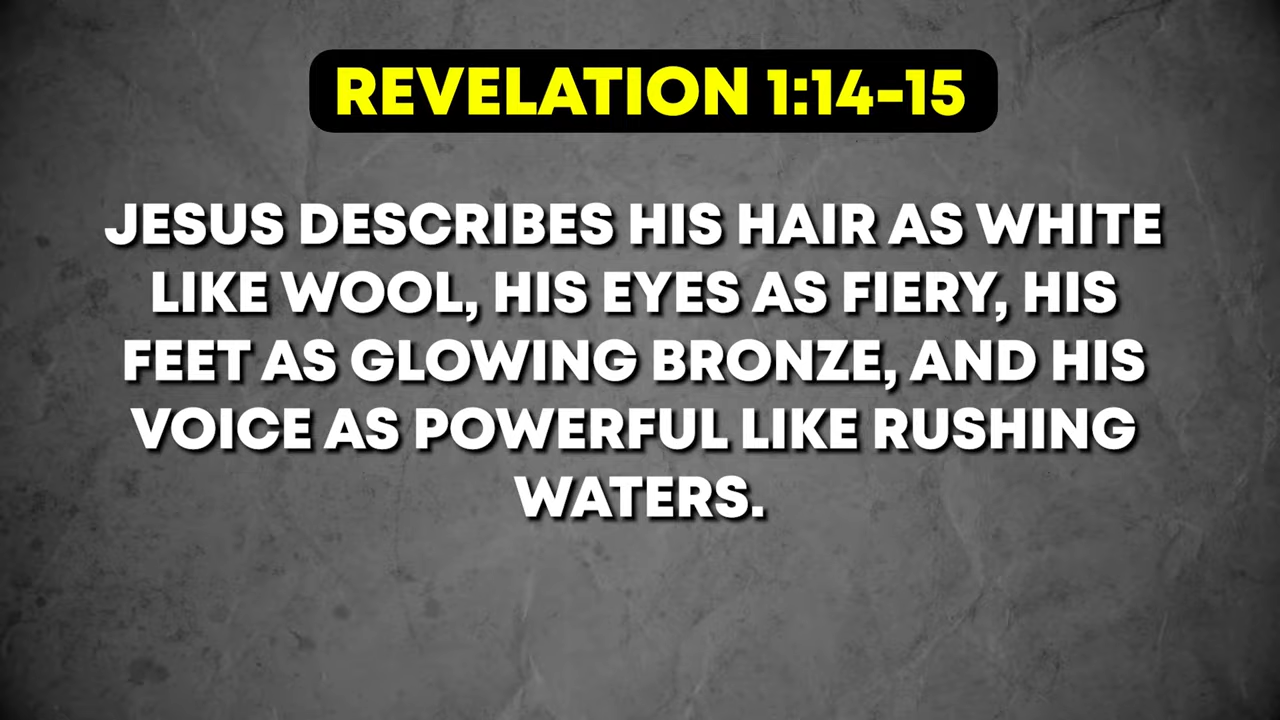 REVELATION 1:14-15
JESUS DESCRIBES HIS HAIR AS WHITE
LIKE WOOL, HIS EYES AS FIERY, HIS
FEET AS GLOWING BRONZE, AND HIS
VOICE AS POWERFUL LIKE RUSHING
WATERS.